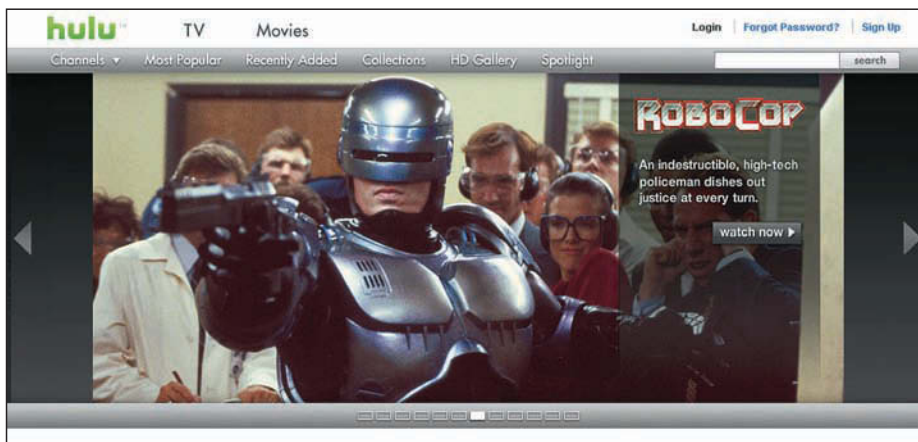 hulu™ TV Movies Login Forgot Password? Sign Up
Channels ▼ Most Popular Recently Added Collections HD Gallery Spotlight search
ROBOCOP
An indestructible, high-tech
policeman dishes out
justice at every turn.
watch now ▶